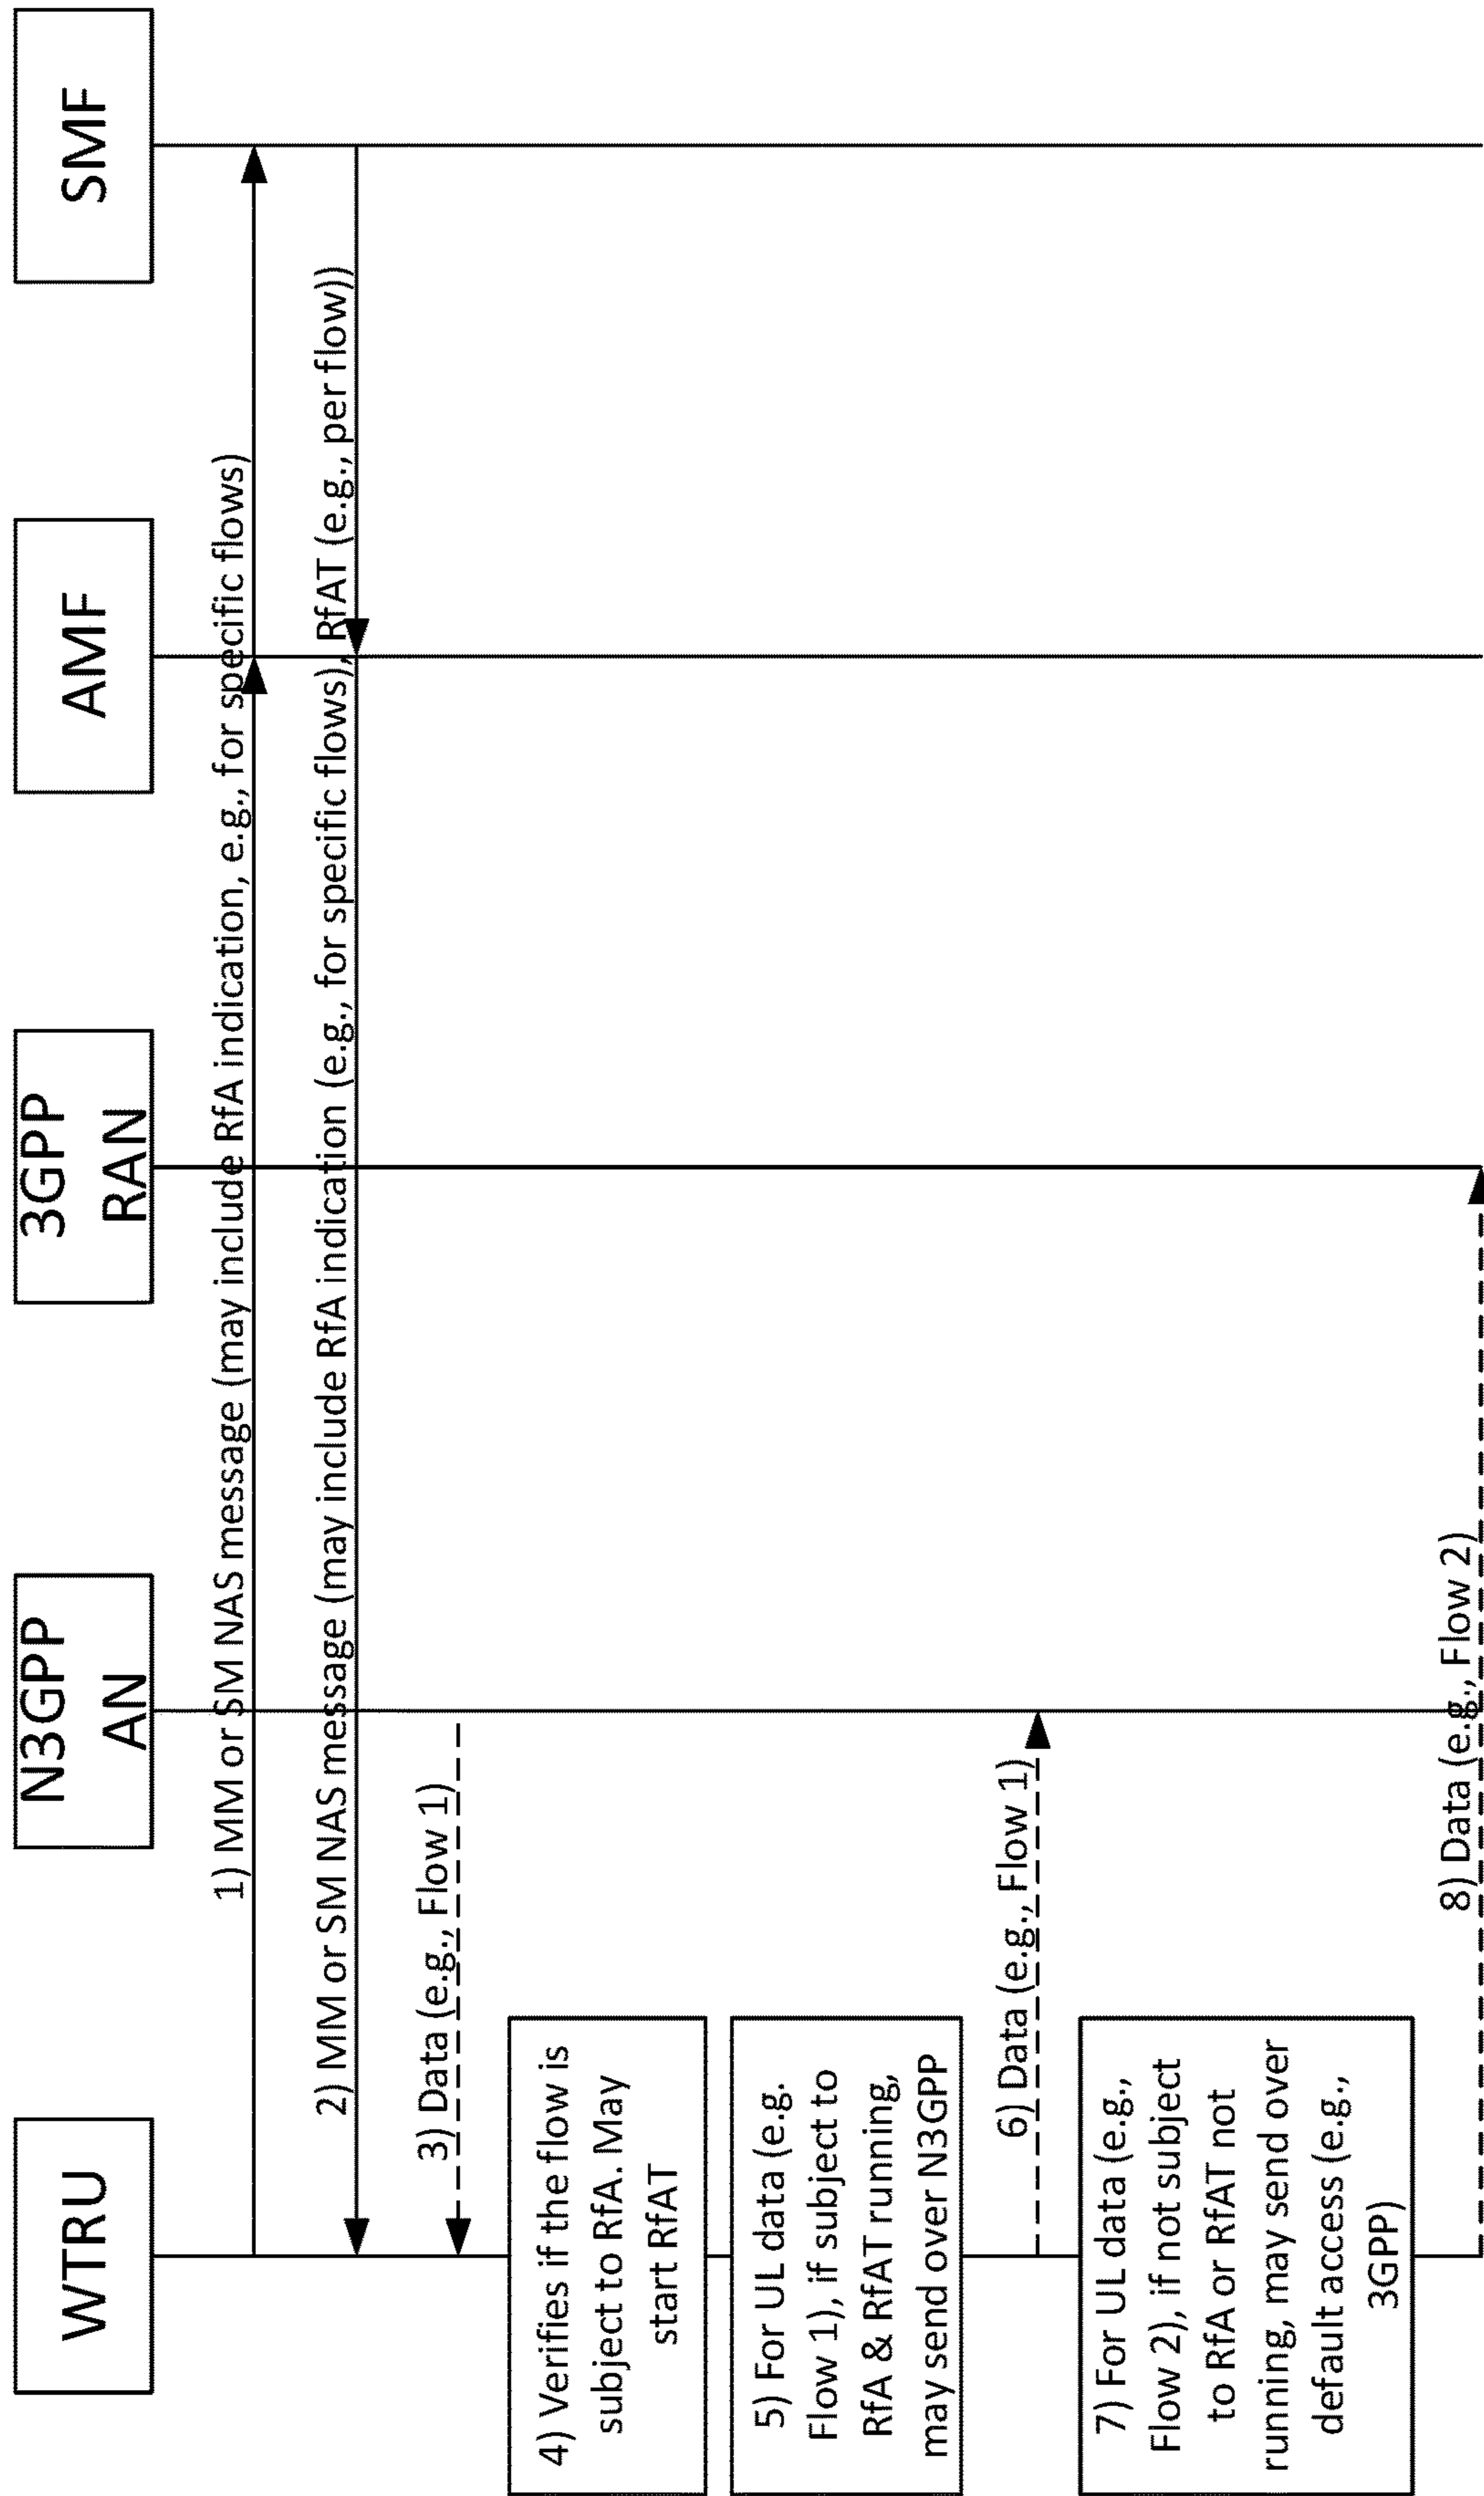 WTRU
N3GPP
AN
3GPP
RAN
AMF
SMF
1) MM or SM NAS message (may include RfA indication, e.g., for specific flows)
2) MM or SM NAS message (may include RfA indication (e.g., for specific flows), RfAT (e.g., per flow))
3) Data (e.g., Flow 1)
4) Verifies if the flow is
subject to RfA. May
start RfAT
5) For UL data (e.g.
Flow 1), if subject to
RfA & RfAT running,
may send over N3GPP
6) Data (e.g., Flow 1)
7) For UL data (e.g.,
Flow 2), if not subject
to RfA or RfAT not
running, may send over
default access (e.g.,
3GPP)
8) Data (e.g., Flow 2)